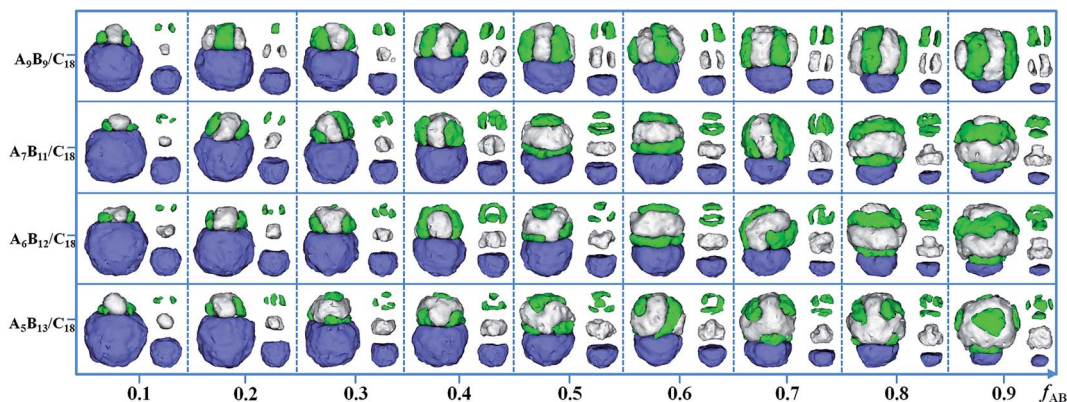 A₉B₉/C₁₈
A₇B₁₁/C₁₈
A₆B₁₂/C₁₈
A₅B₁₃/C₁₈
0.1 0.2 0.3 0.4 0.5 0.6 0.7 0.8 0.9 f_AB